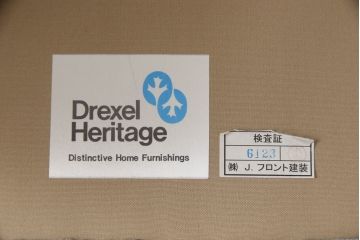 Drexel
Heritage
Distinctive Home Furnishings
検査証
6123
㈱ J. フロント建装